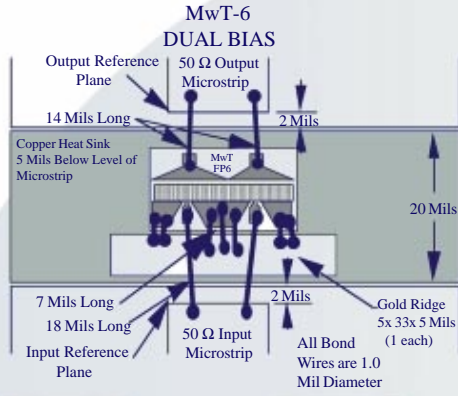 MwT-6
DUAL BIAS
Output Reference
Plane
50 Ω Output
Microstrip
14 Mils Long
2 Mils
Copper Heat Sink
5 Mils Below Level of
Microstrip
MwT
FP6
20 Mils
7 Mils Long
18 Mils Long
Input Reference
Plane
50 Ω Input
Microstrip
2 Mils
Gold Ridge
5x 33x 5 Mils
(1 each)
All Bond
Wires are 1.0
Mil Diameter